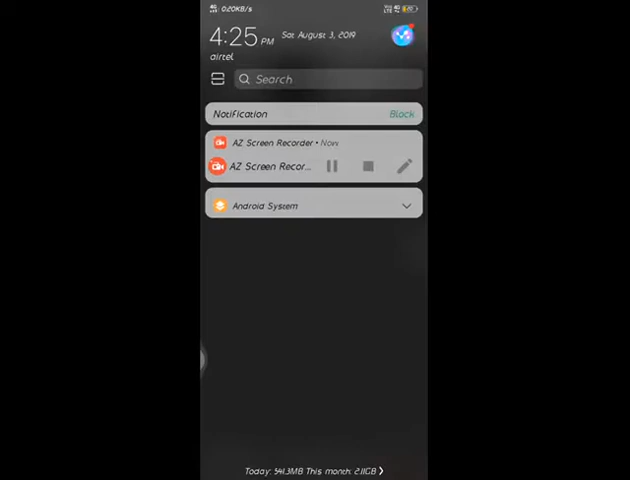 4G 0.20KB/s
4:25 PM Sat August 3, 2019
airtel
Search
Notification Block
AZ Screen Recorder • Now
AZ Screen Recor...
Android System
Today: 541.3MB This month: 2.11GB